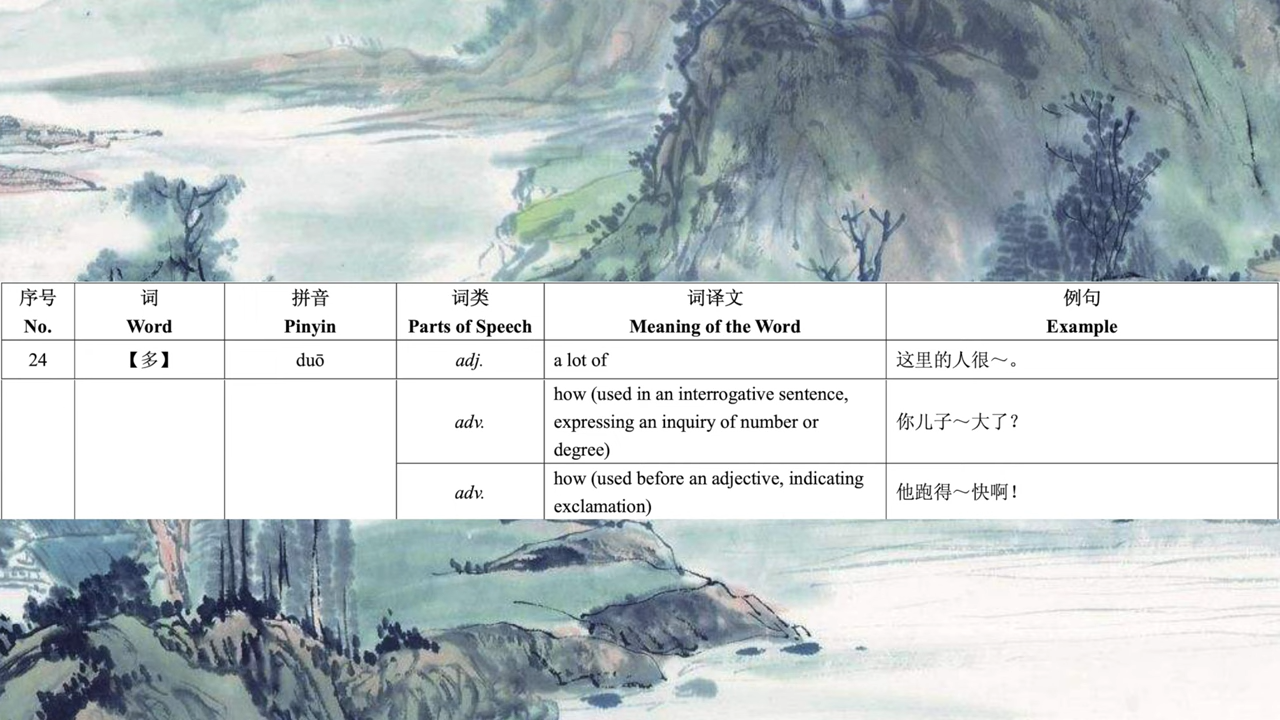 序号 词 拼音 词类 词译文 例句
No. Word Pinyin Parts of Speech Meaning of the Word Example
24 【多】 duō adj. a lot of 这里的人很～。
how (used in an interrogative sentence,
adv. expressing an inquiry of number or 你儿子～大了？
degree)
how (used before an adjective, indicating
adv. 他跑得～快啊！
exclamation)